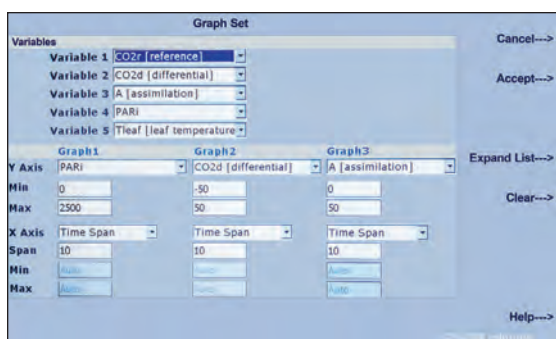 Graph Set
Variables
Cancel--->
Variable 1 CO2r [reference]
Variable 2 CO2d [differential]
Accept--->
Variable 3 A [assimilation]
Variable 4 PARi
Variable 5 Tleaf [leaf temperature
Graph1 Graph2 Graph3
Y Axis PARi CO2d [differential] A [assimilation]
Expand List--->
Min 0 -50 0
Clear--->
Max 2500 50 50
X Axis Time Span Time Span Time Span
Span 10 10 10
Min Auto Auto Auto
Max Auto Auto Auto
Help--->